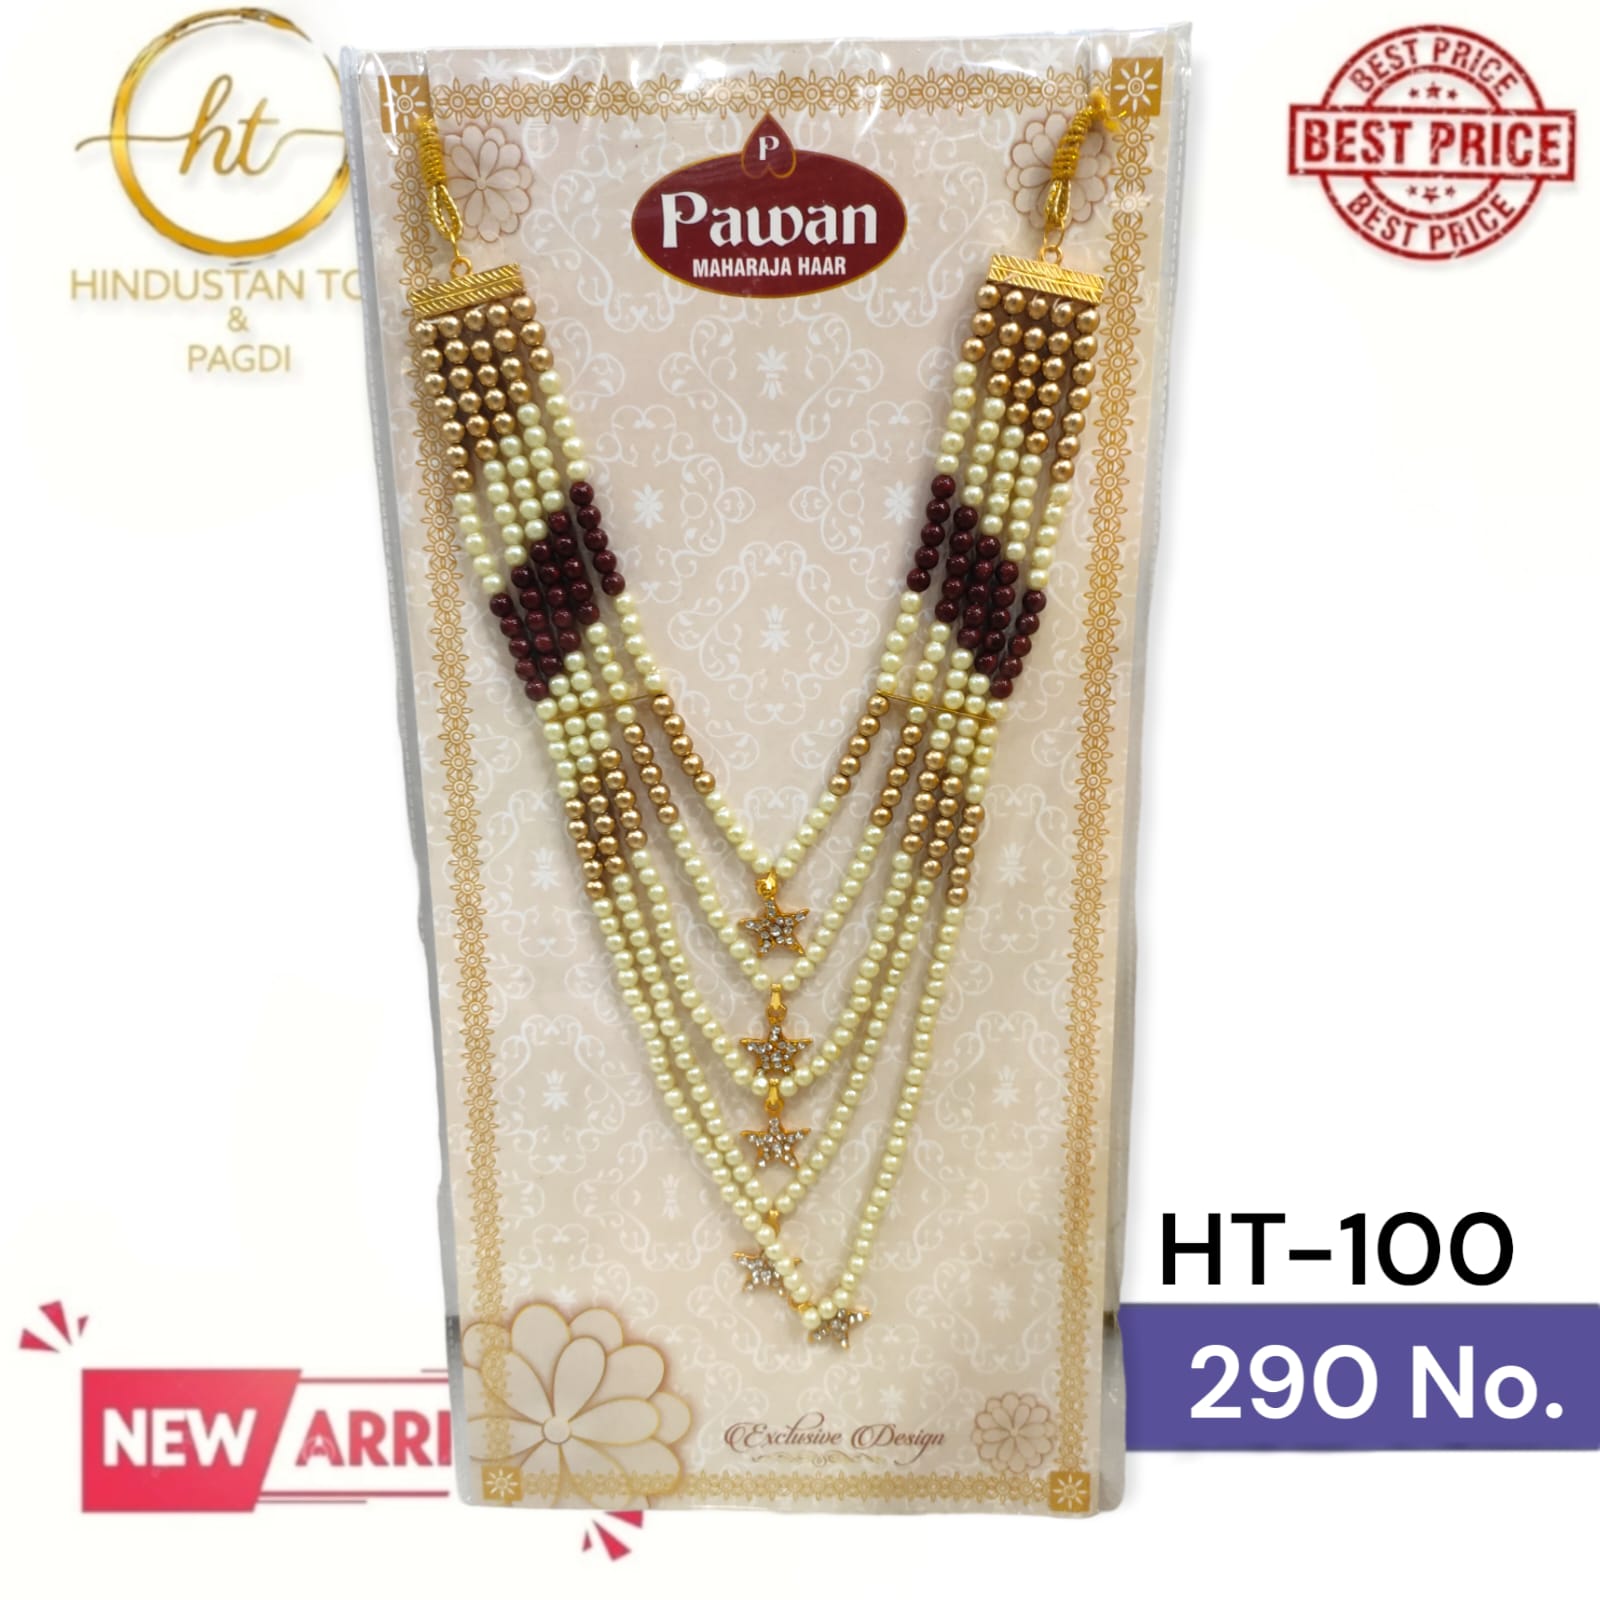 ht
HINDUSTAN TO
&
PAGDI
P
Pawan
MAHARAJA HAAR
BEST PRICE
BEST PRICE
BEST PRICE
HT-100
290 No.
NEW ARRI
Exclusive Design